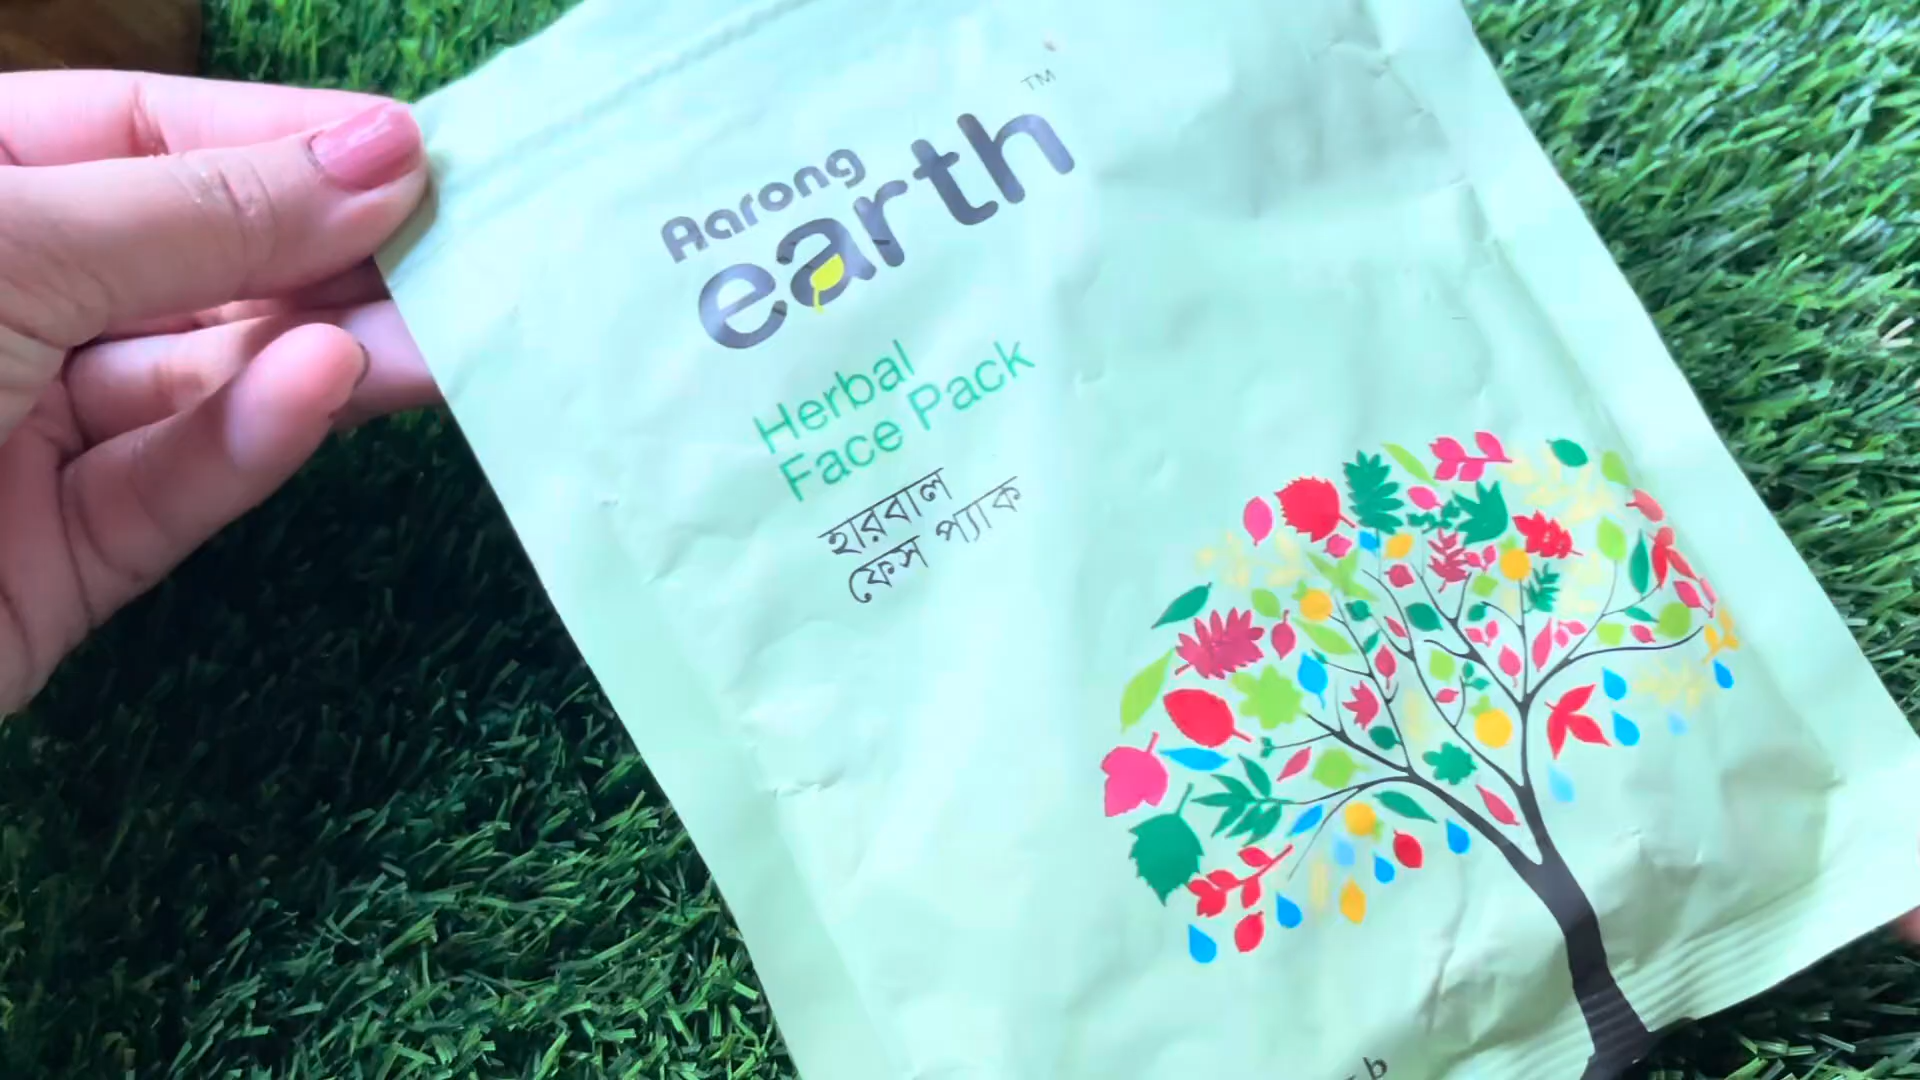 Aarong
earth™
Herbal
Face Pack
হারবাল
ফেস প্যাক